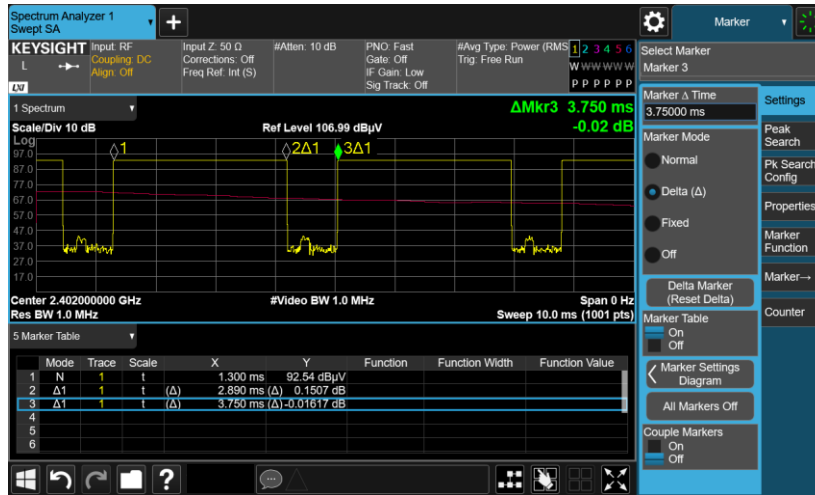 Spectrum Analyzer 1
Swept SA
Marker
KEYSIGHT
L
LXI
Input: RF
Coupling: DC
Align: Off
Input Z: 50 Ω
Corrections: Off
Freq Ref: Int (S)
#Atten: 10 dB
PNO: Fast
Gate: Off
IF Gain: Low
Sig Track: Off
#Avg Type: Power (RMS
Trig: Free Run
1 2 3 4 5 6
W W W W W W
P P P P P P
Select Marker
Marker 3
1 Spectrum
ΔMkr3 3.750 ms
-0.02 dB
Scale/Div 10 dB
Ref Level 106.99 dBµV
Log
97.0
87.0
77.0
67.0
57.0
47.0
37.0
27.0
17.0
1
2Δ1
3Δ1
Center 2.402000000 GHz
Res BW 1.0 MHz
#Video BW 1.0 MHz
Span 0 Hz
Sweep 10.0 ms (1001 pts)
5 Marker Table
Mode Trace Scale X Y Function Function Width Function Value
1 N 1 t 1.300 ms 92.54 dBµV
2 Δ1 1 t (Δ) 2.890 ms (Δ) 0.1507 dB
3 Δ1 1 t (Δ) 3.750 ms (Δ) -0.01617 dB
4
5
6
Marker Δ Time
3.75000 ms
Marker Mode
Normal
Delta (Δ)
Fixed
Off
Delta Marker
(Reset Delta)
Marker Table
On
Off
Marker Settings
Diagram
All Markers Off
Couple Markers
On
Off
Settings
Peak
Search
Pk Search
Config
Properties
Marker
Function
Marker→
Counter
?